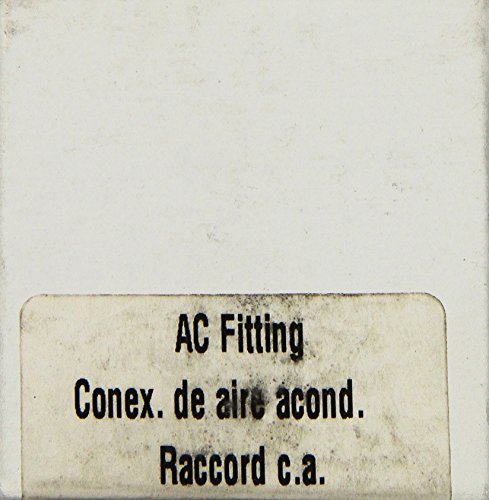 AC Fitting
Conex. de aire acond.
Raccord c.a.